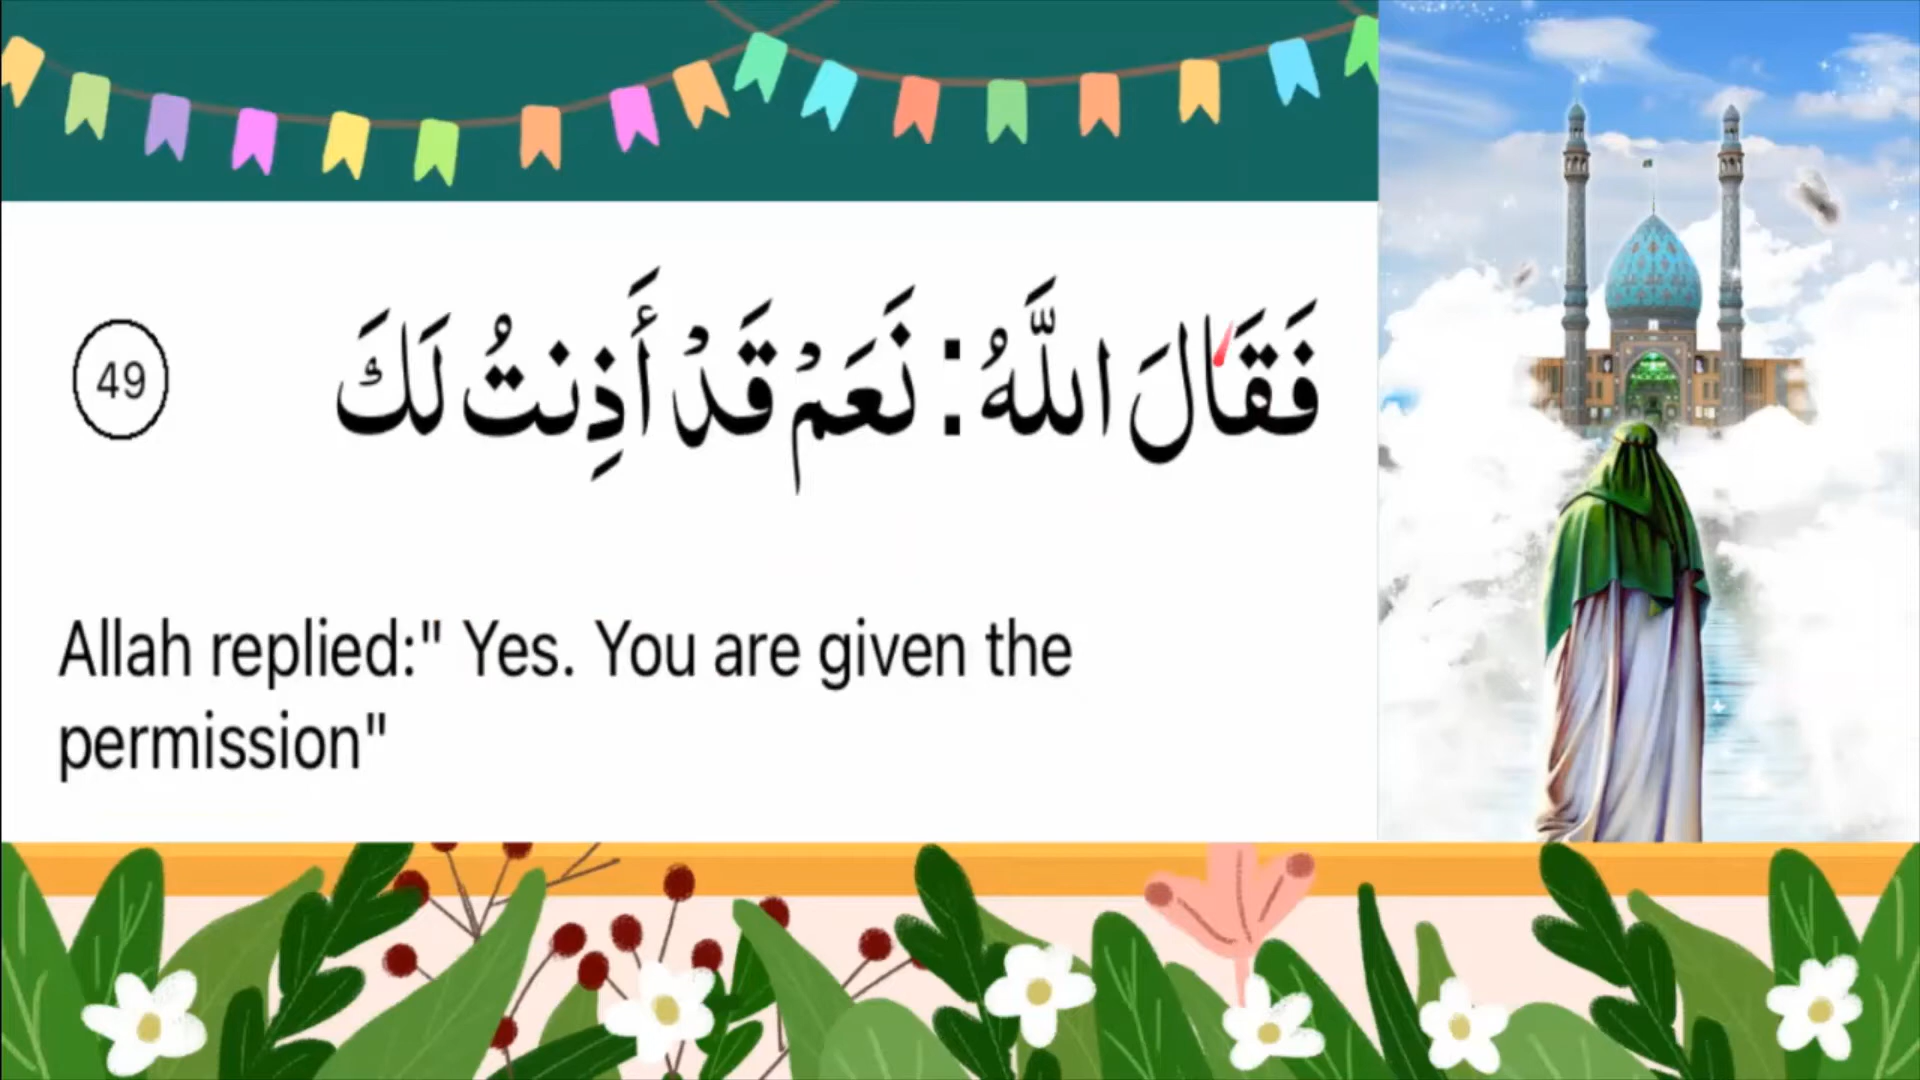 فَقَالَ اللَّهُ: نَعَمْ قَدْ أَذِنتُ لَكَ
49
Allah replied:" Yes. You are given the
permission"